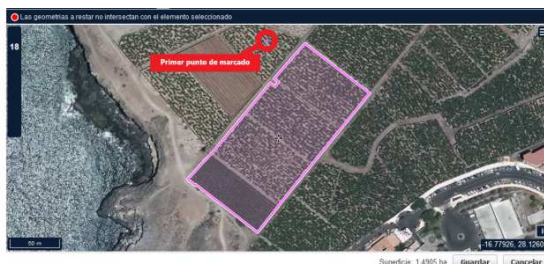 Las geometrias a restar no intersectan con el elemento seleccionado
18
Primer punto de marcado
50 m
-16.77926, 28.1260
Superficie: 1,4905 ha Guardar Cancelar